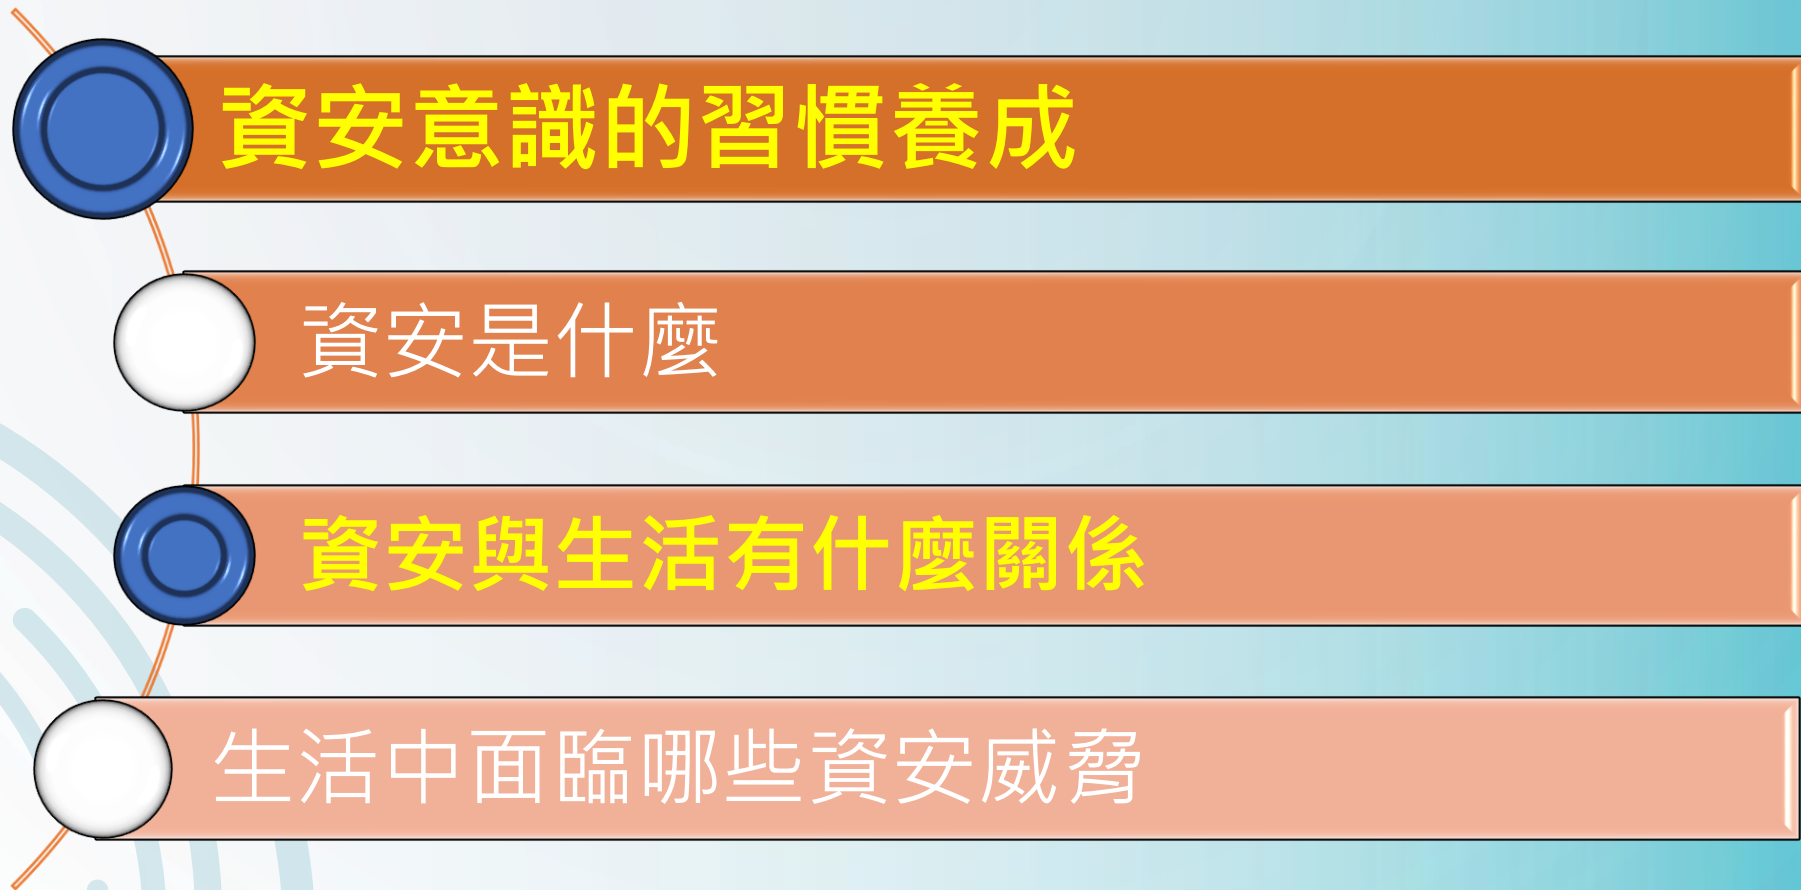 資安意識的習慣養成
資安是什麼
資安與生活有什麼關係
生活中面臨哪些資安威脅